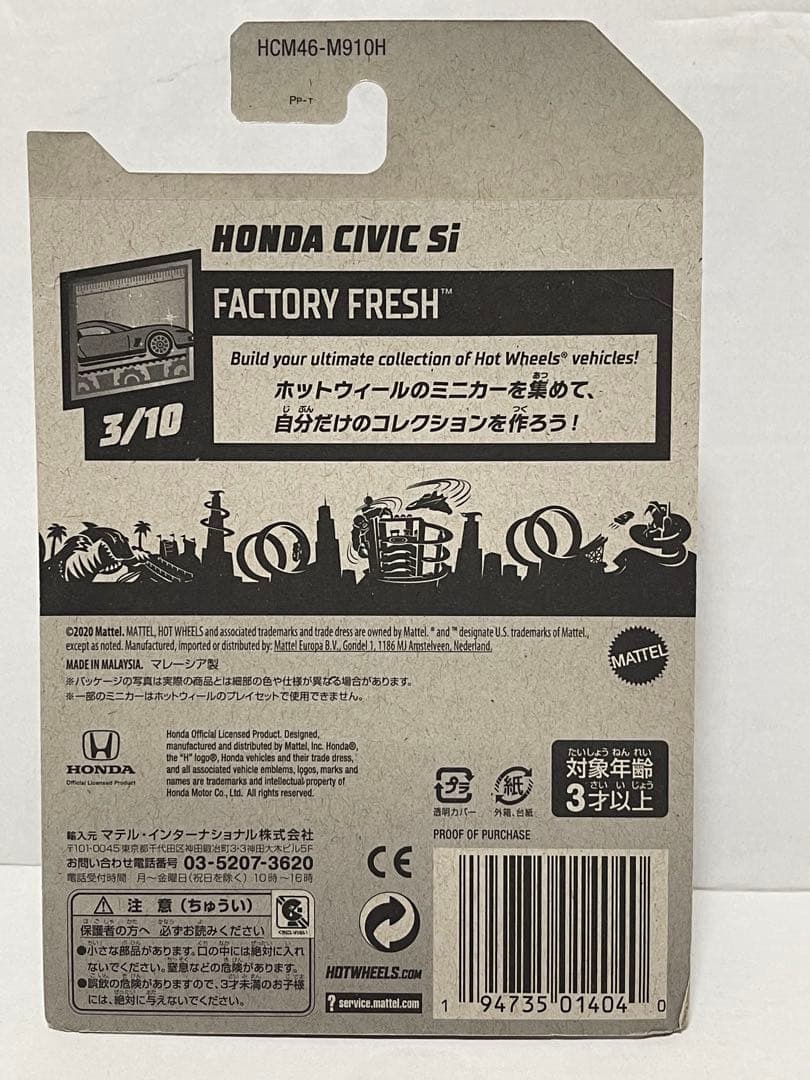 HCM46-M910H
PP-T
HONDA CIVIC Si
FACTORY FRESH™
3/10
Build your ultimate collection of Hot Wheels® vehicles!
ホットウィールのミニカーを集めて、
自分だけのコレクションを作ろう！
©2020 Mattel. MATTEL, HOT WHEELS and associated trademarks and trade dress are owned by Mattel. ® and ™ designate U.S. trademarks of Mattel.,
except as noted. Manufactured, imported or distributed by: Mattel Europa B.V., Gondel 1, 1186 MJ Amstelveen, Nederland.
MADE IN MALAYSIA. マレーシア製
※パッケージの写真は実際の商品とは細部の色や仕様が異なる場合があります。
※一部のミニカーはホットウィールのプレイセットで使用できません。
MATTEL
HONDA
Official Licensed Product
Honda Official Licensed Product. Designed,
manufactured and distributed by Mattel, Inc. Honda®,
the "H" logo®, Honda vehicles and their trade dress,
and all associated vehicle emblems, logos, marks and
names are trademarks and intellectual property of
Honda Motor Co., Ltd. All rights reserved.
プラ
透明カバー
紙
外箱、台紙
たいしょう ねん れい
対象年齢
さい い じょう
3才以上
輸入元 マテル・インターナショナル株式会社
〒101-0045 東京都千代田区神田鍛冶町3-3神田大木ビル5F
お問い合わせ電話番号 03-5207-3620
電話受付時間 月～金曜日(祝日を除く) 10時～16時
CE
PROOF OF PURCHASE
注意(ちゅうい)
保護者の方へ 必ずお読みください
●小さな部品があります。口の中には絶対に入れ
ないでください。窒息などの危険があります。
●誤飲の危険がありますので、3才未満のお子様
には、絶対に与えないでください。
HOTWHEELS.COM
? service.mattel.com
1 94735 01404 0